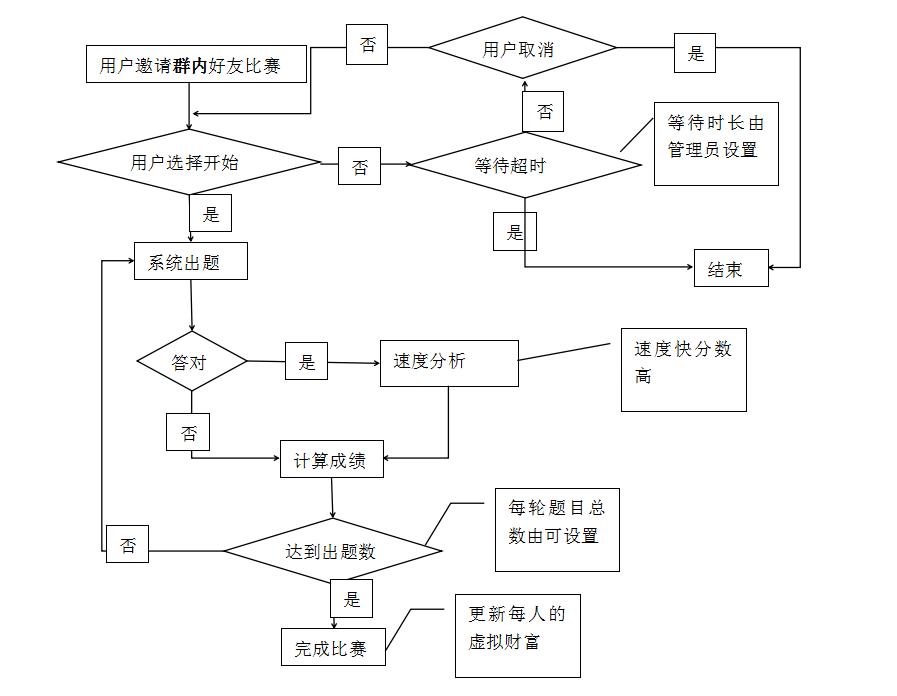 否
用户取消
是
用户邀请群内好友比赛
否
等待时长由
管理员设置
用户选择开始
否
等待超时
是
是
系统出题
结束
答对
是
速度分析
速度快分数
高
否
计算成绩
每轮题目总
数由可设置
否
达到出题数
是
更新每人的
虚拟财富
完成比赛